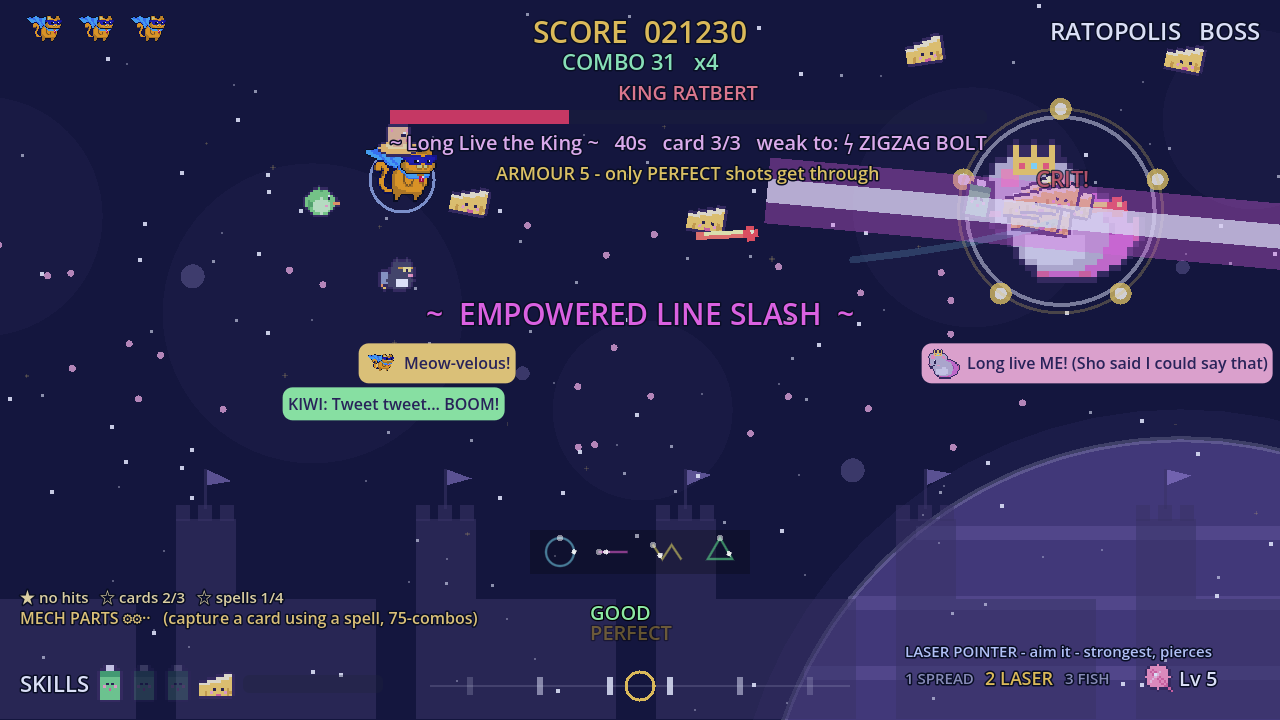 SCORE 021230
RATOPOLIS BOSS
COMBO 31 x4
KING RATBERT
~ Long Live the King ~ 40s card 3/3 weak to: ϟ ZIGZAG BOLT
ARMOUR 5 - only PERFECT shots get through
CRIT!
~ EMPOWERED LINE SLASH ~
Meow-velous!
Long live ME! (Sho said I could say that)
KIWI: Tweet tweet... BOOM!
★ no hits ☆ cards 2/3 ☆ spells 1/4
MECH PARTS ⚙⚙·· (capture a card using a spell, 75-combos)
GOOD
PERFECT
LASER POINTER - aim it - strongest, pierces
SKILLS
1 SPREAD 2 LASER 3 FISH
Lv 5